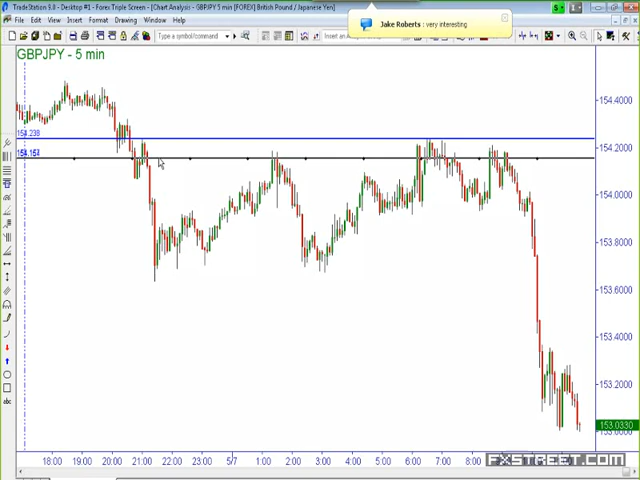 TradeStation 9.0 - Desktop #1 - Forex Triple Screen - [Chart Analysis - GBPJPY 5 min [FOREX] British Pound / Japanese Yen]
Jake Roberts : very interesting
File Edit View Insert Format Drawing Window Help
Type a symbol/command
Insert an
GBPJPY - 5 min
154.4000
154.238
154.2000
154.0000
153.8000
153.6000
153.4000
153.2000
153.0330
abc
18:00 19:00 20:00 21:00 22:00 23:00 5/7 1:00 2:00 3:00 4:00 5:00 6:00 7:00 8:00
FXSTREET.COM